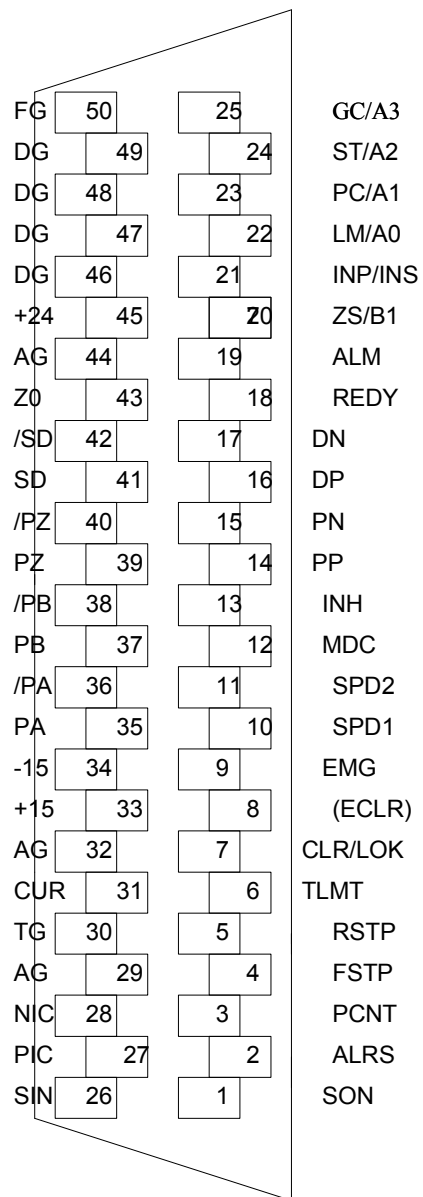 FG 50 25 GC/A3
DG 49 24 ST/A2
DG 48 23 PC/A1
DG 47 22 LM/A0
DG 46 21 INP/INS
+24 45 20 ZS/B1
AG 44 19 ALM
Z0 43 18 REDY
/SD 42 17 DN
SD 41 16 DP
/PZ 40 15 PN
PZ 39 14 PP
/PB 38 13 INH
PB 37 12 MDC
/PA 36 11 SPD2
PA 35 10 SPD1
-15 34 9 EMG
+15 33 8 (ECLR)
AG 32 7 CLR/LOK
CUR 31 6 TLMT
TG 30 5 RSTP
AG 29 4 FSTP
NIC 28 3 PCNT
PIC 27 2 ALRS
SIN 26 1 SON